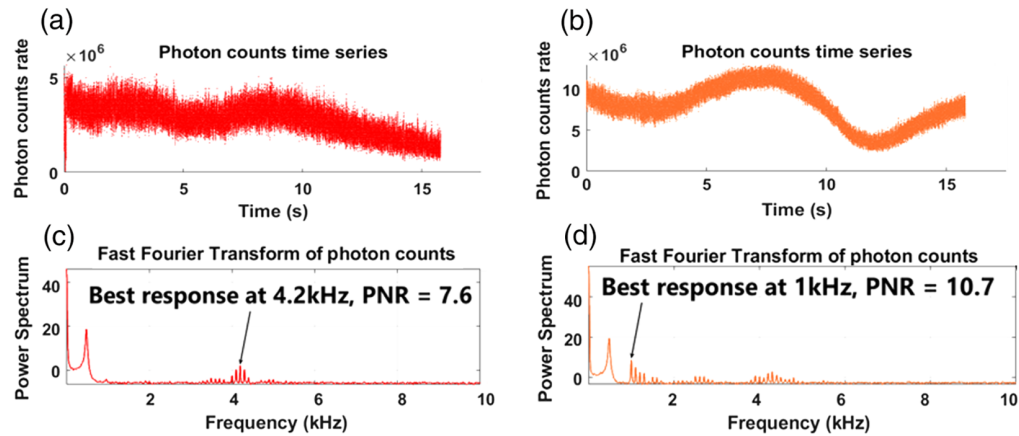 (a)
Photon counts time series
× 10^6
Photon counts rate
5
0
0 5 10 15
Time (s)
(b)
Photon counts time series
× 10^6
Photon counts rate
10
5
0
0 5 10 15
Time (s)
(c)
Fast Fourier Transform of photon counts
Power Spectrum
40
20
0
Best response at 4.2kHz, PNR = 7.6
2 4 6 8 10
Frequency (kHz)
(d)
Fast Fourier Transform of photon counts
Power Spectrum
40
20
0
Best response at 1kHz, PNR = 10.7
2 4 6 8 10
Frequency (kHz)